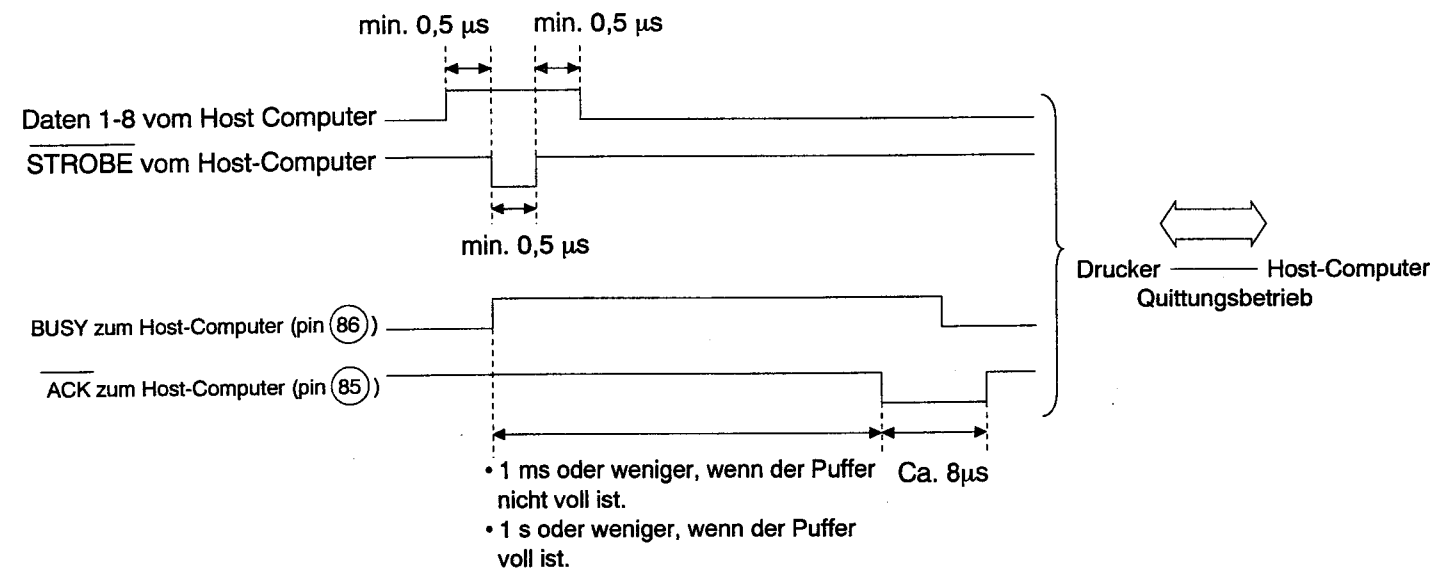 min. 0,5 µs min. 0,5 µs
Daten 1-8 vom Host Computer
STROBE vom Host-Computer
min. 0,5 µs
Drucker Host-Computer
Quittungsbetrieb
BUSY zum Host-Computer (pin 86)
ACK zum Host-Computer (pin 85)
• 1 ms oder weniger, wenn der Puffer
nicht voll ist.
Ca. 8µs
• 1 s oder weniger, wenn der Puffer
voll ist.